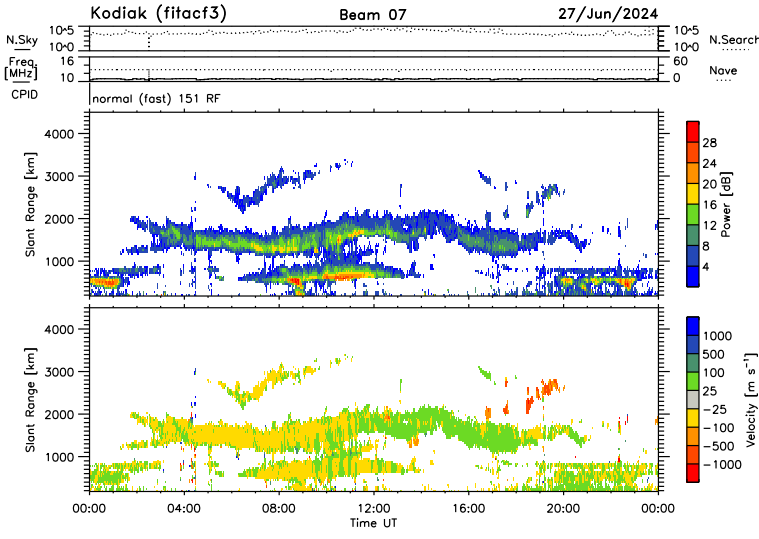 Kodiak (fitacf3) Beam 07 27/Jun/2024
N.Sky 10^5 10^0 10^5 10^0 N.Search
Freq. [MHz] 16 10 60 0 Nave
CPID normal (fast) 151 RF
Slant Range [km] 4000 3000 2000 1000
28 24 20 16 12 8 4 Power [dB]
Slant Range [km] 4000 3000 2000 1000
1000 500 100 25 −25 −100 −500 −1000 Velocity [m s⁻¹]
00:00 04:00 08:00 12:00 16:00 20:00 00:00
Time UT